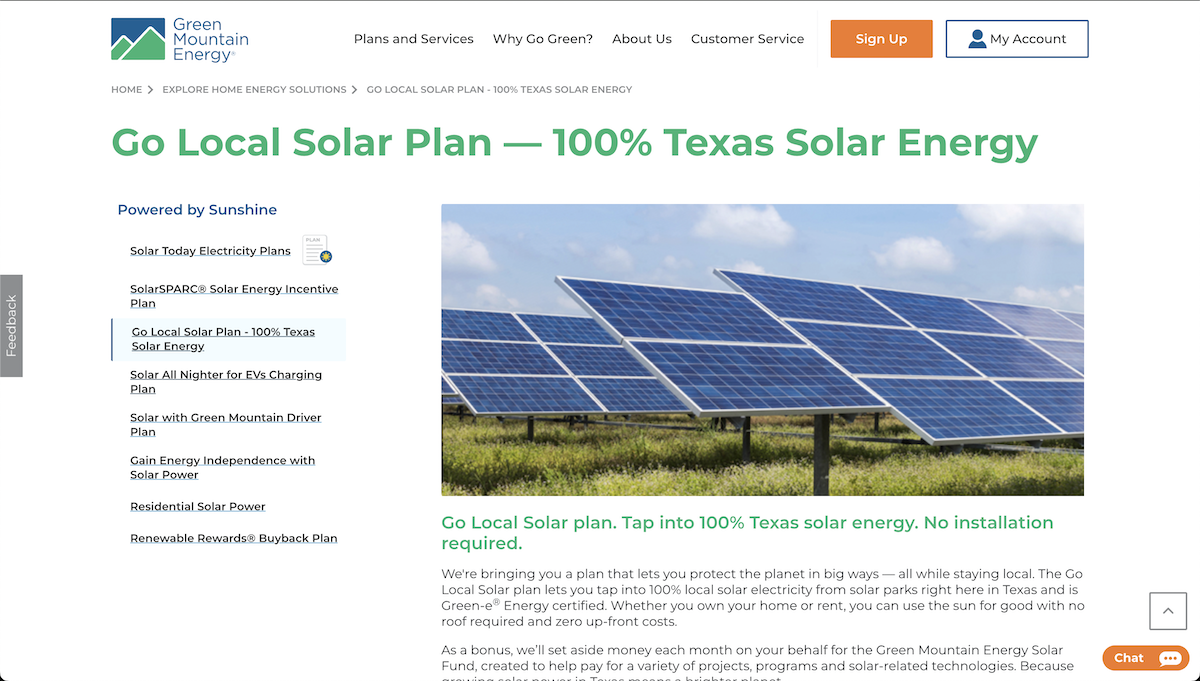 Green
Mountain
Energy®
Plans and Services Why Go Green? About Us Customer Service Sign Up My Account
HOME EXPLORE HOME ENERGY SOLUTIONS GO LOCAL SOLAR PLAN - 100% TEXAS SOLAR ENERGY
Go Local Solar Plan — 100% Texas Solar Energy
Powered by Sunshine
Solar Today Electricity Plans
PLAN
SolarSPARC® Solar Energy Incentive
Plan
Go Local Solar Plan - 100% Texas
Solar Energy
Solar All Nighter for EVs Charging
Plan
Solar with Green Mountain Driver
Plan
Gain Energy Independence with
Solar Power
Residential Solar Power
Renewable Rewards® Buyback Plan
Feedback
Go Local Solar plan. Tap into 100% Texas solar energy. No installation
required.
We're bringing you a plan that lets you protect the planet in big ways — all while staying local. The Go
Local Solar plan lets you tap into 100% local solar electricity from solar parks right here in Texas and is
Green-e® Energy certified. Whether you own your home or rent, you can use the sun for good with no
roof required and zero up-front costs.
As a bonus, we’ll set aside money each month on your behalf for the Green Mountain Energy Solar
Fund, created to help pay for a variety of projects, programs and solar-related technologies. Because
growing solar power in Texas means a brighter planet.
Chat